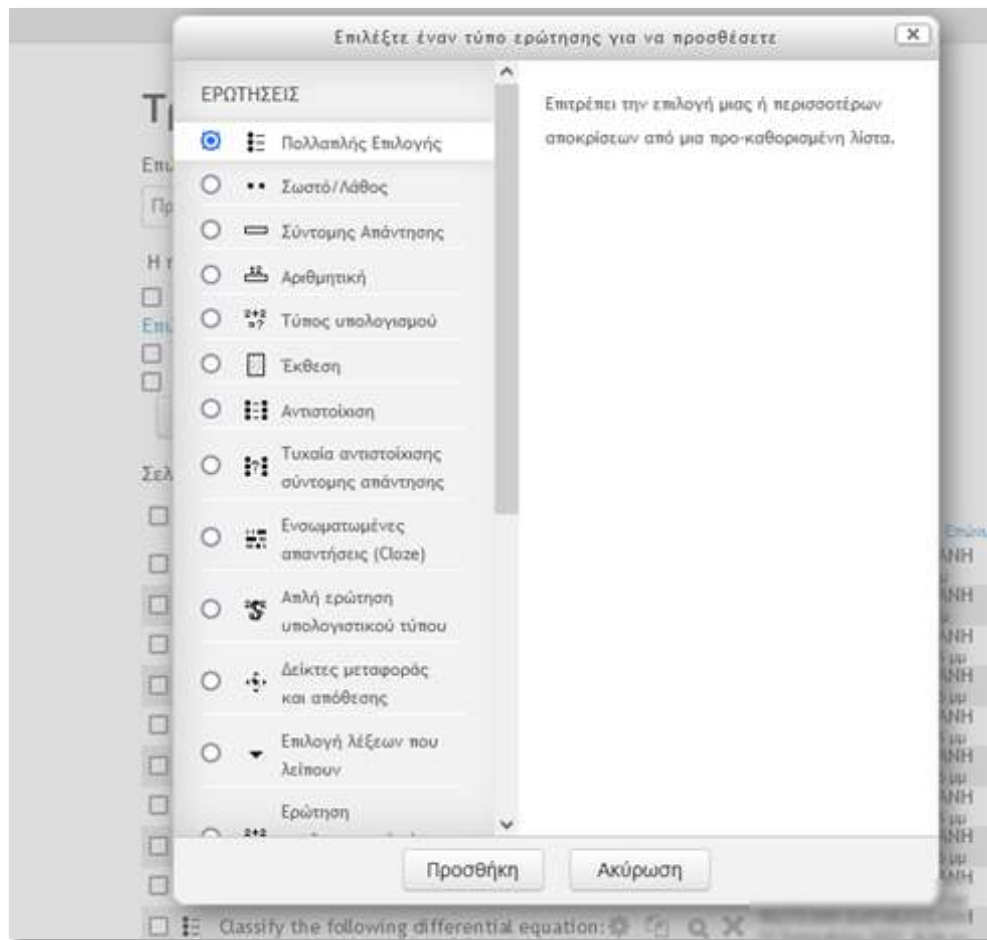 Επιλέξτε έναν τύπο ερώτησης για να προσθέσετε
ΕΡΩΤΗΣΕΙΣ
Πολλαπλής Επιλογής
Σωστό/Λάθος
Σύντομης Απάντησης
Αριθμητική
Τύπος υπολογισμού
Έκθεση
Αντιστοίχιση
Τυχαία αντιστοίχισης
σύντομης απάντησης
Ενσωματωμένες
απαντήσεις (Cloze)
Απλή ερώτηση
υπολογιστικού τύπου
Δείκτες μεταφοράς
και απόθεσης
Επιλογή λέξεων που
λείπουν
Ερώτηση
Επιτρέπει την επιλογή μιας ή περισσοτέρων
αποκρίσεων από μια προ-καθορισμένη λίστα.
Προσθήκη
Ακύρωση
Classify the following differential equation: